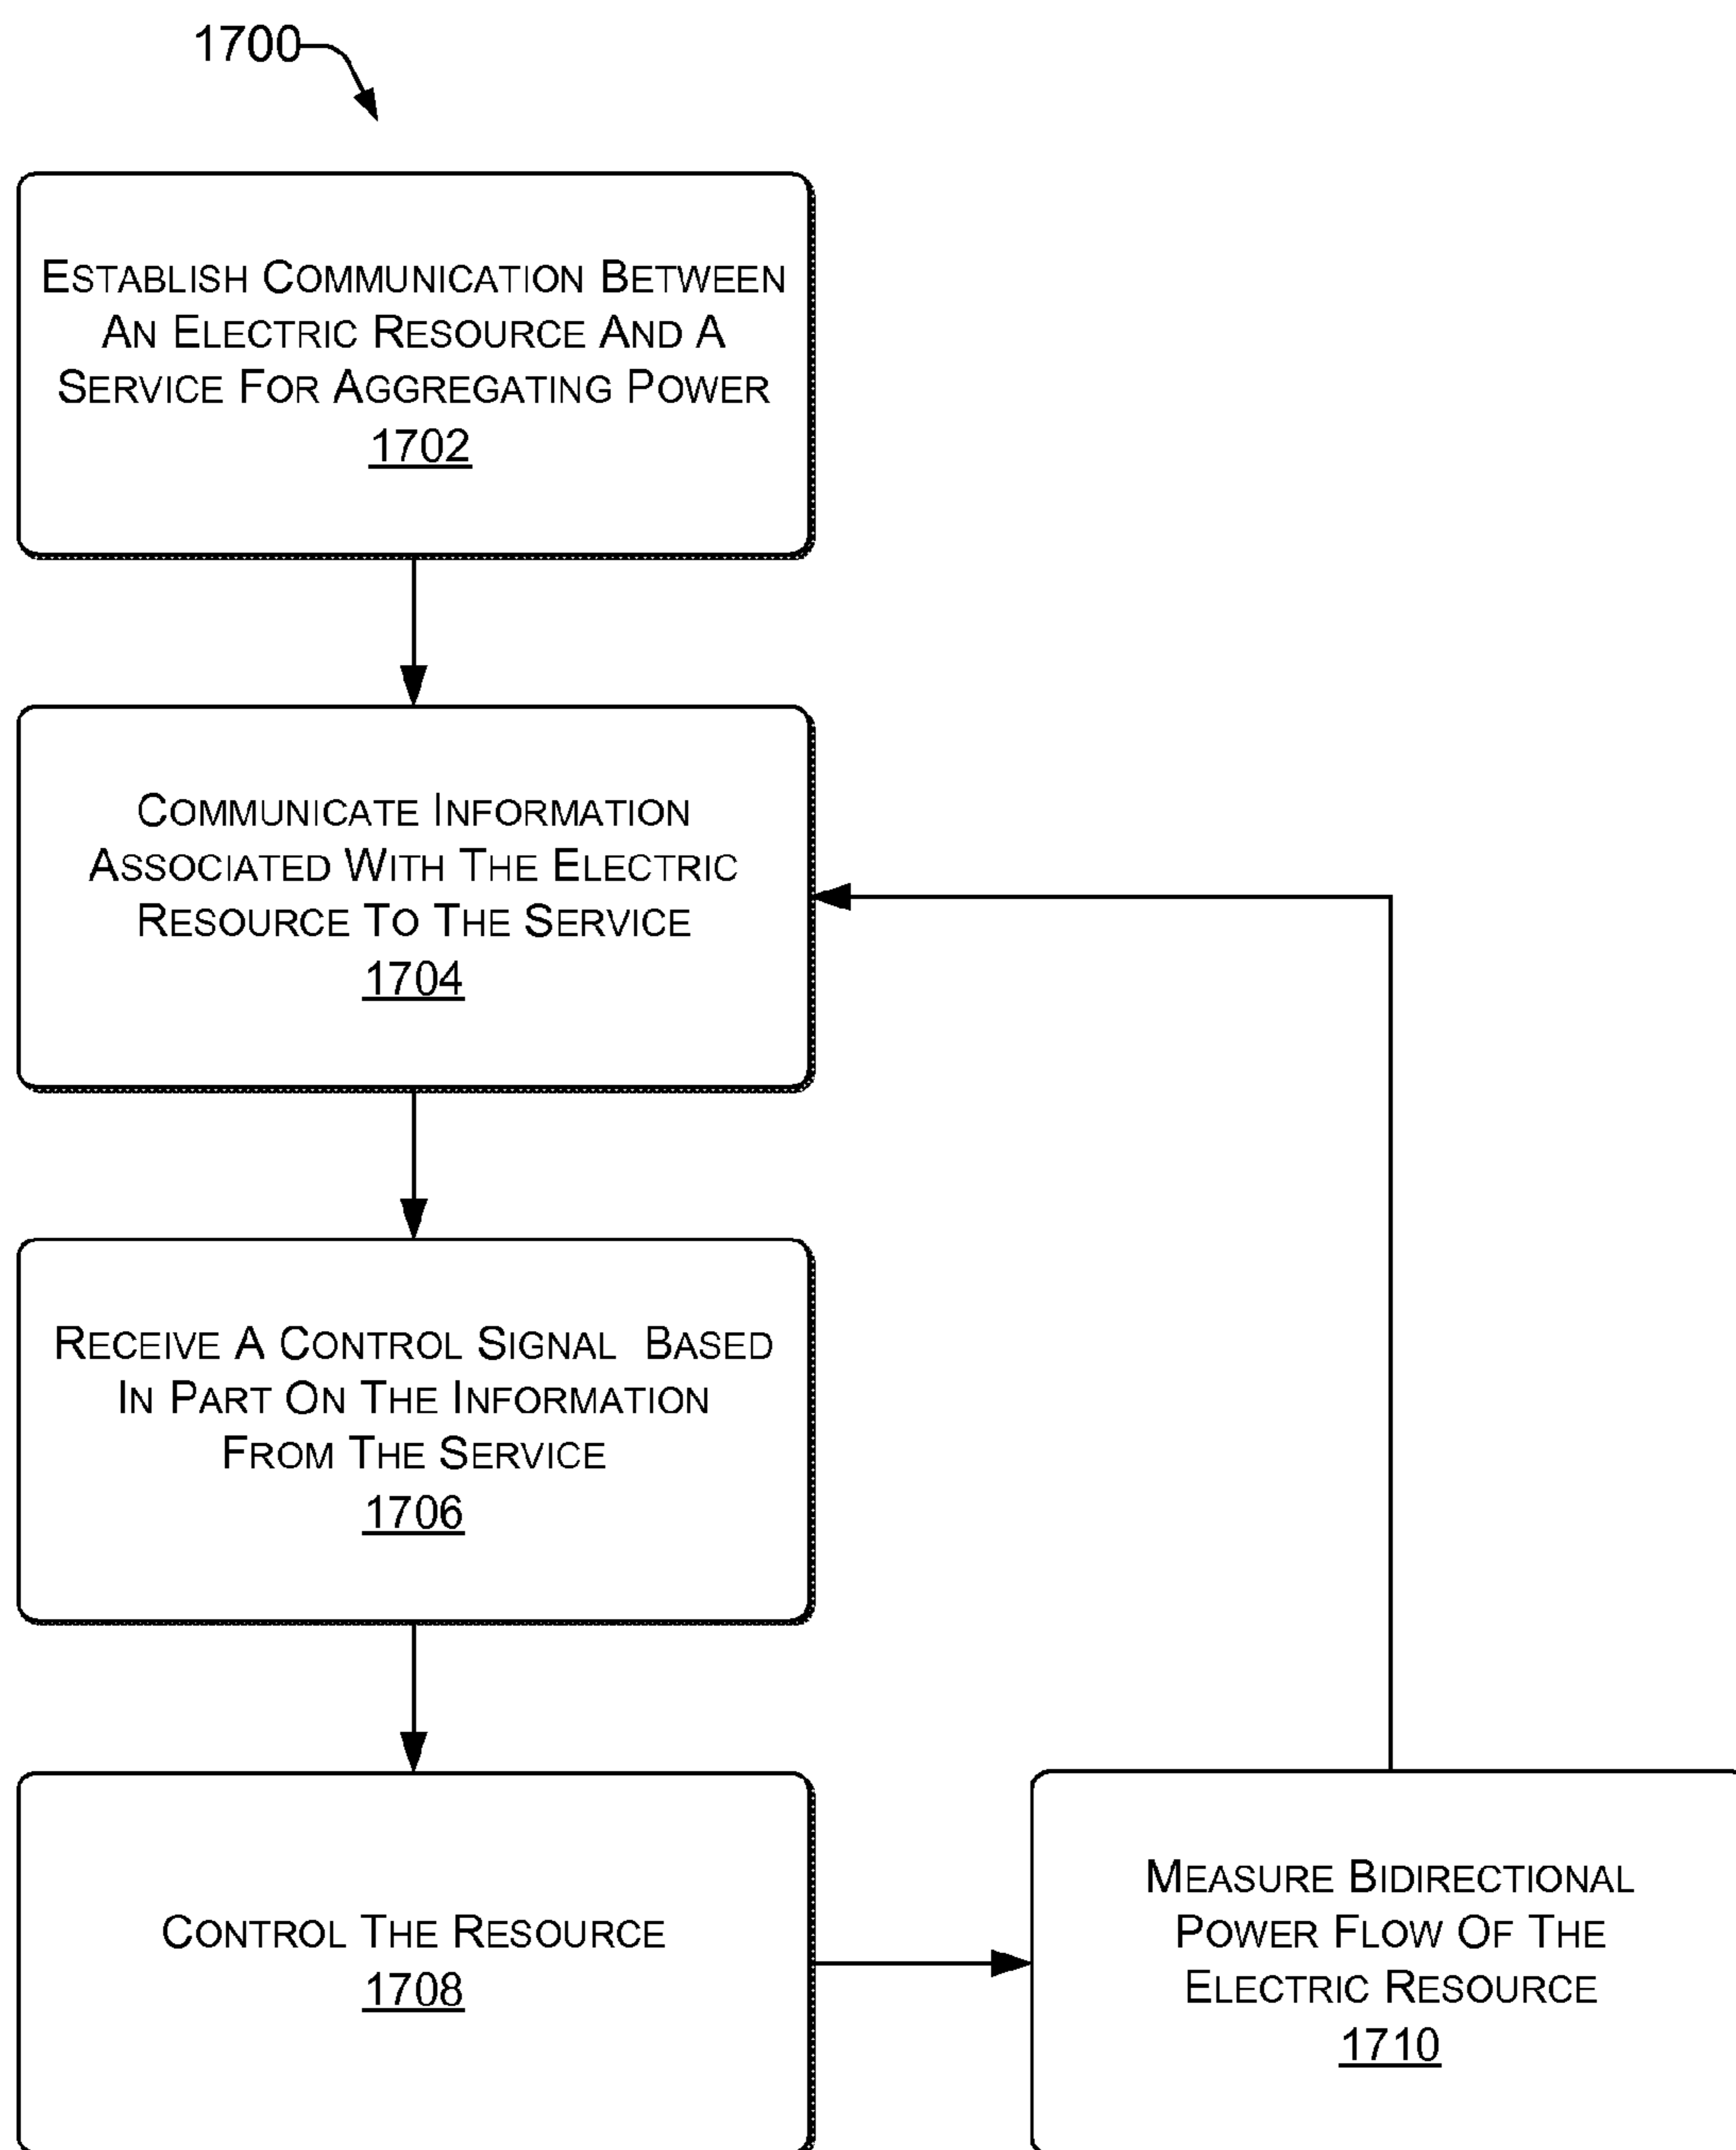 1700
ESTABLISH COMMUNICATION BETWEEN
AN ELECTRIC RESOURCE AND A
SERVICE FOR AGGREGATING POWER
1702
COMMUNICATE INFORMATION
ASSOCIATED WITH THE ELECTRIC
RESOURCE TO THE SERVICE
1704
RECEIVE A CONTROL SIGNAL BASED
IN PART ON THE INFORMATION
FROM THE SERVICE
1706
CONTROL THE RESOURCE
1708
MEASURE BIDIRECTIONAL
POWER FLOW OF THE
ELECTRIC RESOURCE
1710